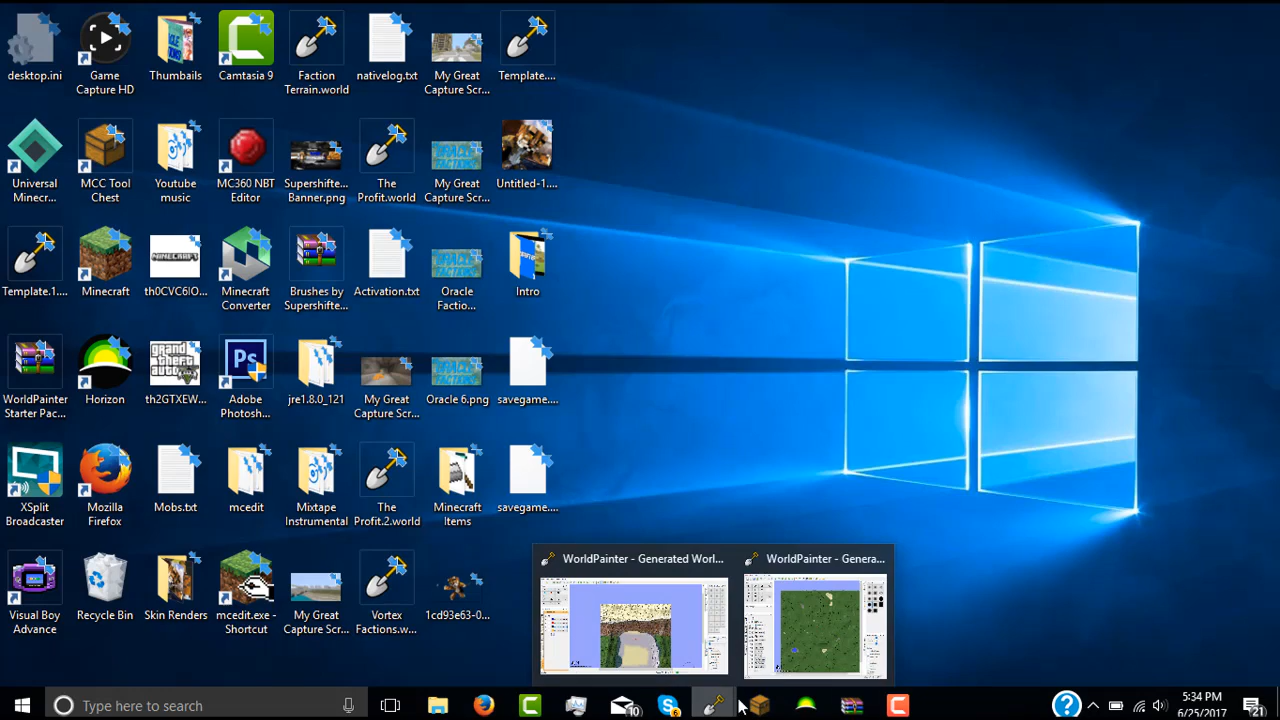 desktop.ini
Game
Capture HD
Thumbnails
Camtasia 9
Faction
Terrain.world
nativelog.txt
My Great
Capture Scr...
Template....
Universal
Minecr...
MCC Tool
Chest
Youtube
music
MC360 NBT
Editor
Supershifte...
Banner.png
The
Profit.world
My Great
Capture Scr...
Untitled-1....
Template.1....
Minecraft
th0CVC6IO...
Minecraft
Converter
Brushes by
Supershifte...
Activation.txt
Oracle
Factio...
Intro
WorldPainter
Starter Pac...
Horizon
th2GTXEW...
Adobe
Photosh...
jre1.8.0_121
My Great
Capture Scr...
Oracle 6.png
savegame....
XSplit
Broadcaster
Mozilla
Firefox
Mobs.txt
mcedit
Mixtape
Instrumental
The
Profit.2.world
Minecraft
Items
savegame....
Visual Boy
Advance
Recycle Bin
Skin Renders
mcedit.exe -
Shortcut
My Great
Capture Scr...
Vortex
Factions.w...
1cd93e63-0...
WorldPainter - Generated Worl...
WorldPainter - Genera...
Type here to search
10
6
5:34 PM
6/25/2017
21